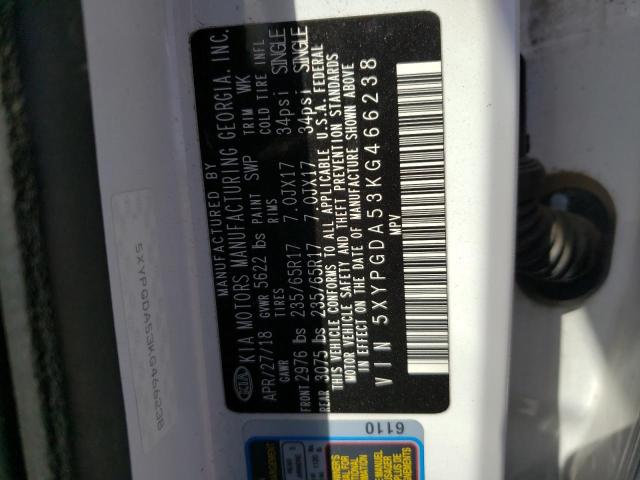 MANUFACTURED BY
KIA KIA MOTORS MANUFACTURING GEORGIA, INC.
APR/27/18 GVWR 5622 lbs PAINT SWP TRIM WK
GAWR TIRES RIMS COLD TIRE INFL
FRONT 2976 lbs 235/65R17 7.0JX17 34psi SINGLE
REAR 3075 lbs 235/65R17 7.0JX17 34psi SINGLE
THIS VEHICLE CONFORMS TO ALL APPLICABLE U.S.A. FEDERAL
MOTOR VEHICLE SAFETY AND THEFT PREVENTION STANDARDS
IN EFFECT ON THE DATE OF MANUFACTURE SHOWN ABOVE
VIN 5XYPGDA53KG466238
MPV
5XYPGDA53KG466238
6110